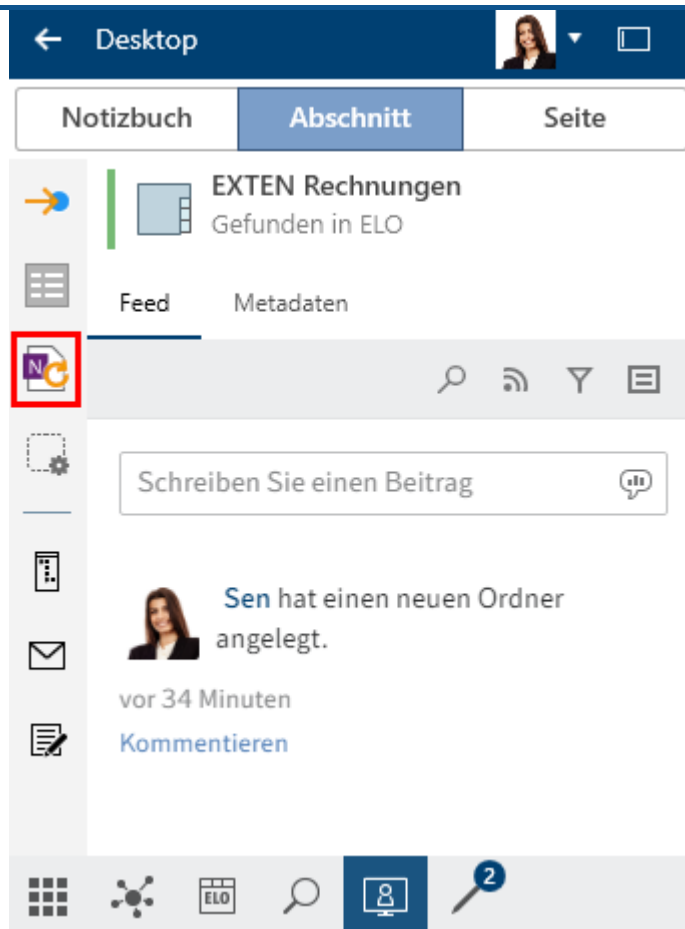 Desktop
Notizbuch Abschnitt Seite
EXTEN Rechnungen
Gefunden in ELO
Feed Metadaten
N
Schreiben Sie einen Beitrag
Sen hat einen neuen Ordner
angelegt.
vor 34 Minuten
Kommentieren
ELO
2